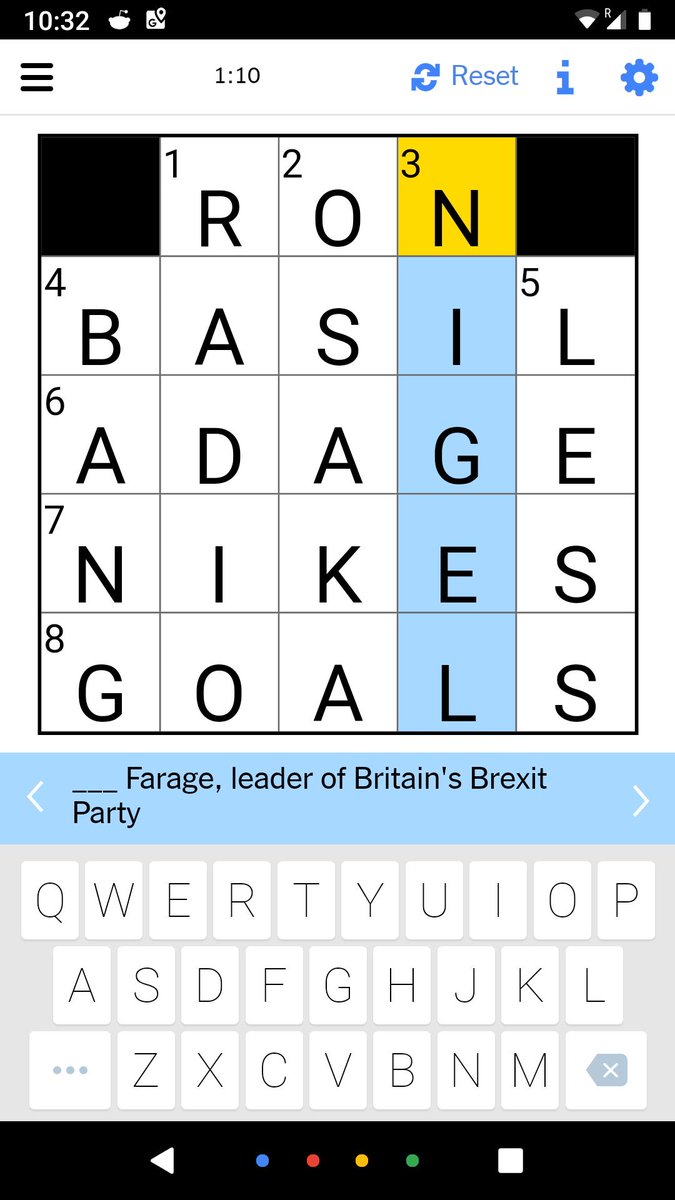 10:32 R
1:10 Reset
1 2 3
R O N
4 5
B A S I L
6
A D A G E
7
N I K E S
8
G O A L S
___ Farage, leader of Britain's Brexit
Party
Q W E R T Y U I O P
A S D F G H J K L
Z X C V B N M